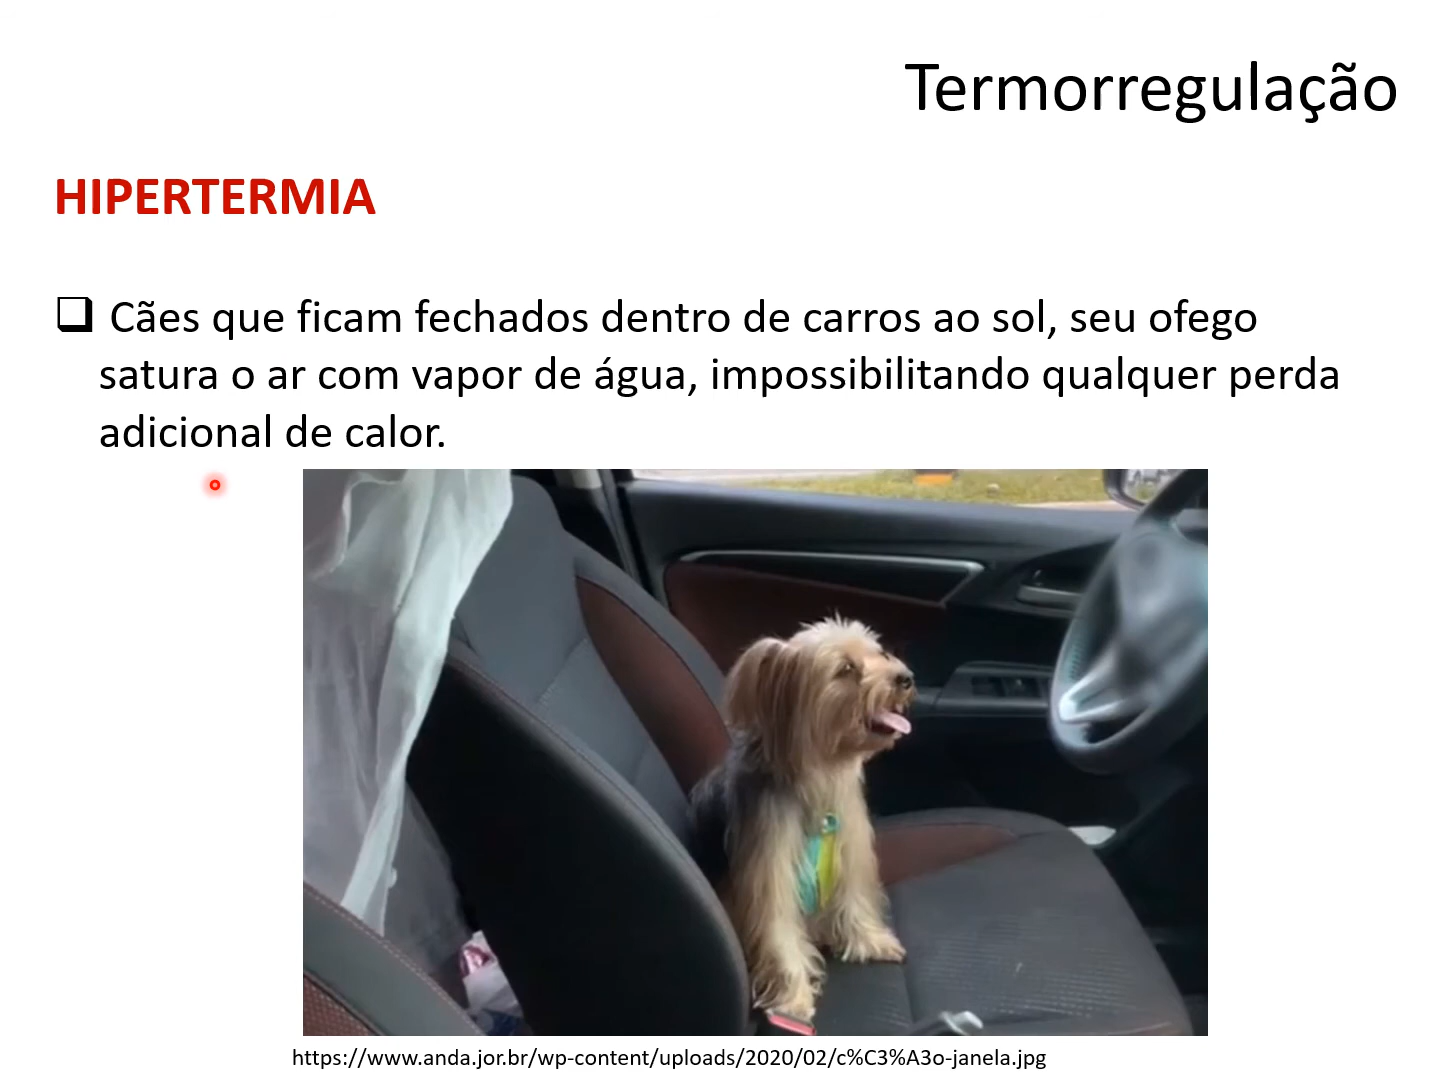 Termorregulação
HIPERTERMIA
Cães que ficam fechados dentro de carros ao sol, seu ofego
satura o ar com vapor de água, impossibilitando qualquer perda
adicional de calor.
https://www.anda.jor.br/wp-content/uploads/2020/02/c%C3%A3o-janela.jpg